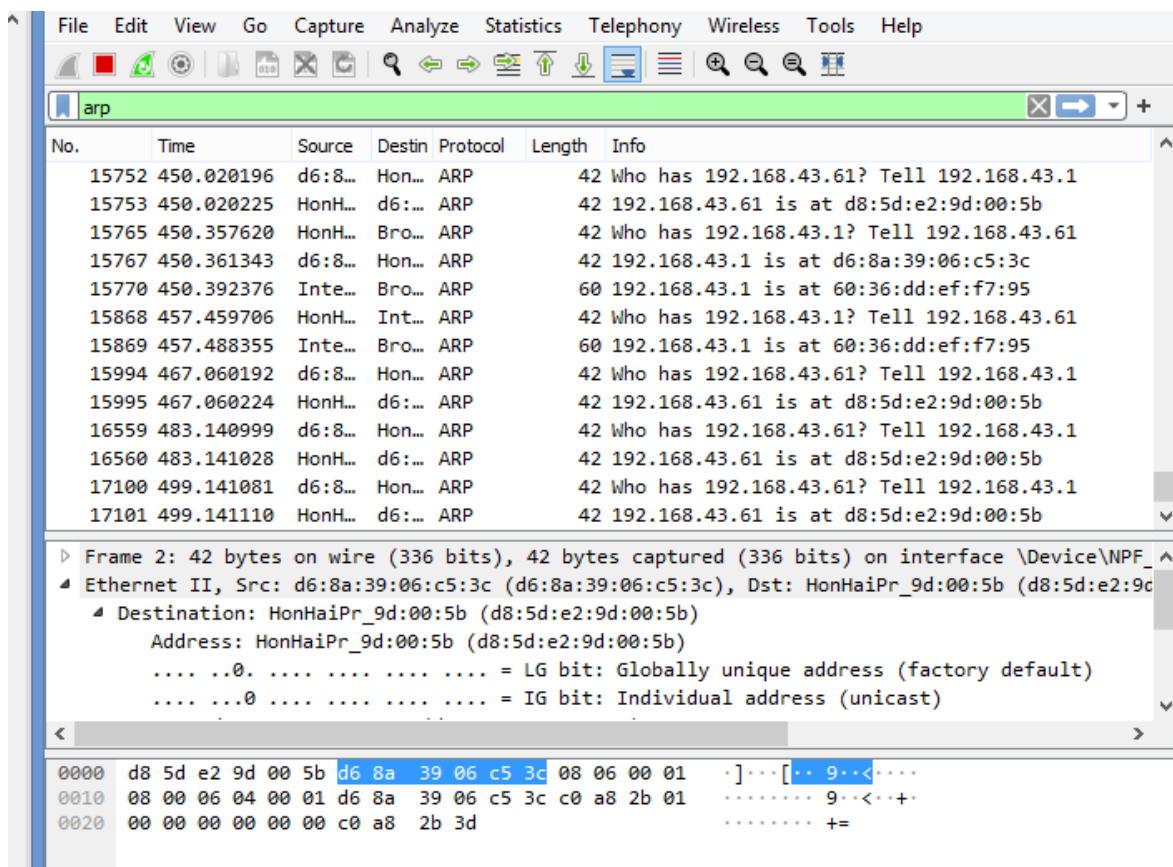 File Edit View Go Capture Analyze Statistics Telephony Wireless Tools Help
arp
No. Time Source Destin Protocol Length Info
15752 450.020196 d6:8… Hon… ARP 42 Who has 192.168.43.61? Tell 192.168.43.1
15753 450.020225 HonH… d6:… ARP 42 192.168.43.61 is at d8:5d:e2:9d:00:5b
15765 450.357620 HonH… Bro… ARP 42 Who has 192.168.43.1? Tell 192.168.43.61
15767 450.361343 d6:8… Hon… ARP 42 192.168.43.1 is at d6:8a:39:06:c5:3c
15770 450.392376 Inte… Bro… ARP 60 192.168.43.1 is at 60:36:dd:ef:f7:95
15868 457.459706 HonH… Int… ARP 42 Who has 192.168.43.1? Tell 192.168.43.61
15869 457.488355 Inte… Bro… ARP 60 192.168.43.1 is at 60:36:dd:ef:f7:95
15994 467.060192 d6:8… Hon… ARP 42 Who has 192.168.43.61? Tell 192.168.43.1
15995 467.060224 HonH… d6:… ARP 42 192.168.43.61 is at d8:5d:e2:9d:00:5b
16559 483.140999 d6:8… Hon… ARP 42 Who has 192.168.43.61? Tell 192.168.43.1
16560 483.141028 HonH… d6:… ARP 42 192.168.43.61 is at d8:5d:e2:9d:00:5b
17100 499.141081 d6:8… Hon… ARP 42 Who has 192.168.43.61? Tell 192.168.43.1
17101 499.141110 HonH… d6:… ARP 42 192.168.43.61 is at d8:5d:e2:9d:00:5b
Frame 2: 42 bytes on wire (336 bits), 42 bytes captured (336 bits) on interface \Device\NPF_
Ethernet II, Src: d6:8a:39:06:c5:3c (d6:8a:39:06:c5:3c), Dst: HonHaiPr_9d:00:5b (d8:5d:e2:9d
Destination: HonHaiPr_9d:00:5b (d8:5d:e2:9d:00:5b)
Address: HonHaiPr_9d:00:5b (d8:5d:e2:9d:00:5b)
.... ..0. .... .... .... .... = LG bit: Globally unique address (factory default)
.... ...0 .... .... .... .... = IG bit: Individual address (unicast)
0000 d8 5d e2 9d 00 5b d6 8a 39 06 c5 3c 08 06 00 01 ·]···[·· 9··<····
0010 08 00 06 04 00 01 d6 8a 39 06 c5 3c c0 a8 2b 01 ········ 9··<··+·
0020 00 00 00 00 00 00 c0 a8 2b 3d ········ +=